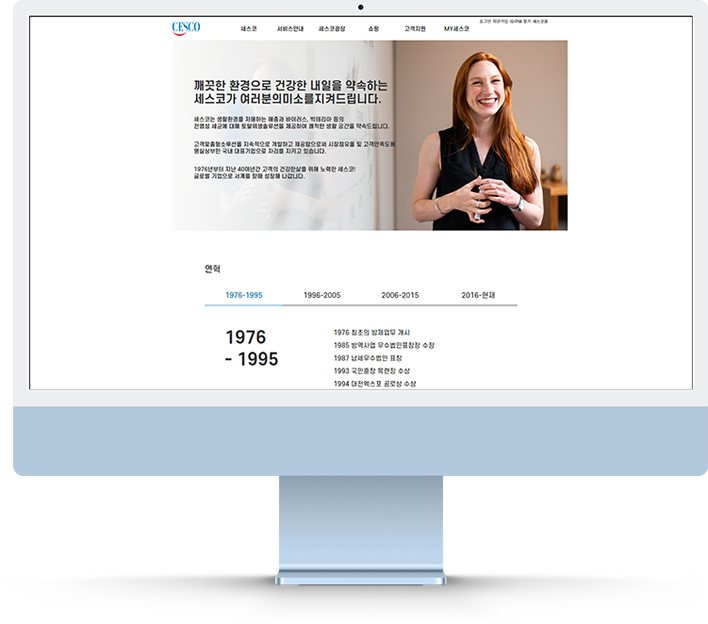 CESCO
세스코 서비스안내 세스코광장 쇼핑 고객지원 MY세스코
로그인 회원가입 ID/PW 찾기 세스코몰
깨끗한 환경으로 건강한 내일을 약속하는
세스코가 여러분의미소를지켜드립니다.
세스코는 생활환경을 저해하는 해충과 바이러스, 박테리아 등의
전염성 세균에 대해 토탈위생솔루션을 제공하여 쾌적한 생활 공간을 약속드립니다.
고객맞춤형소루션을 지속적으로 개발하고 제공함으로써 시장점유율 및 고객만족도에
명실상부한 국내 대표기업으로 자리를 지키고 있습니다.
1976년부터 지난 40여년간 고객의 건강한삶을 위해 노력한 세스코!
글로벌 기업으로 서계를 향해 성장해 나갑니다.
연혁
1976-1995 1996-2005 2006-2015 2016-현재
1976
- 1995
1976 최초의 방제업무 개시
1985 방역사업 우수법인표창장 수장
1987 납세우수법인 표창
1993 국민훈장 목련장 수상
1994 대전엑스포 공로상 수상